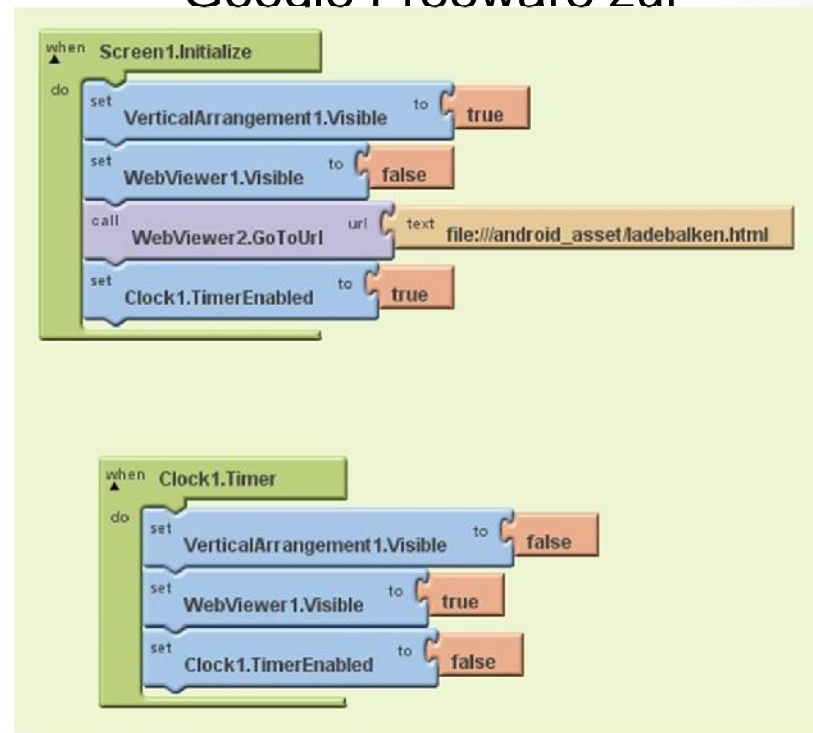 when Screen1.Initialize
do
set VerticalArrangement1.Visible to true
set WebViewer1.Visible to false
call WebViewer2.GoToUrl url text file:///android_asset/ladebalken.html
set Clock1.TimerEnabled to true
when Clock1.Timer
do
set VerticalArrangement1.Visible to false
set WebViewer1.Visible to true
set Clock1.TimerEnabled to false